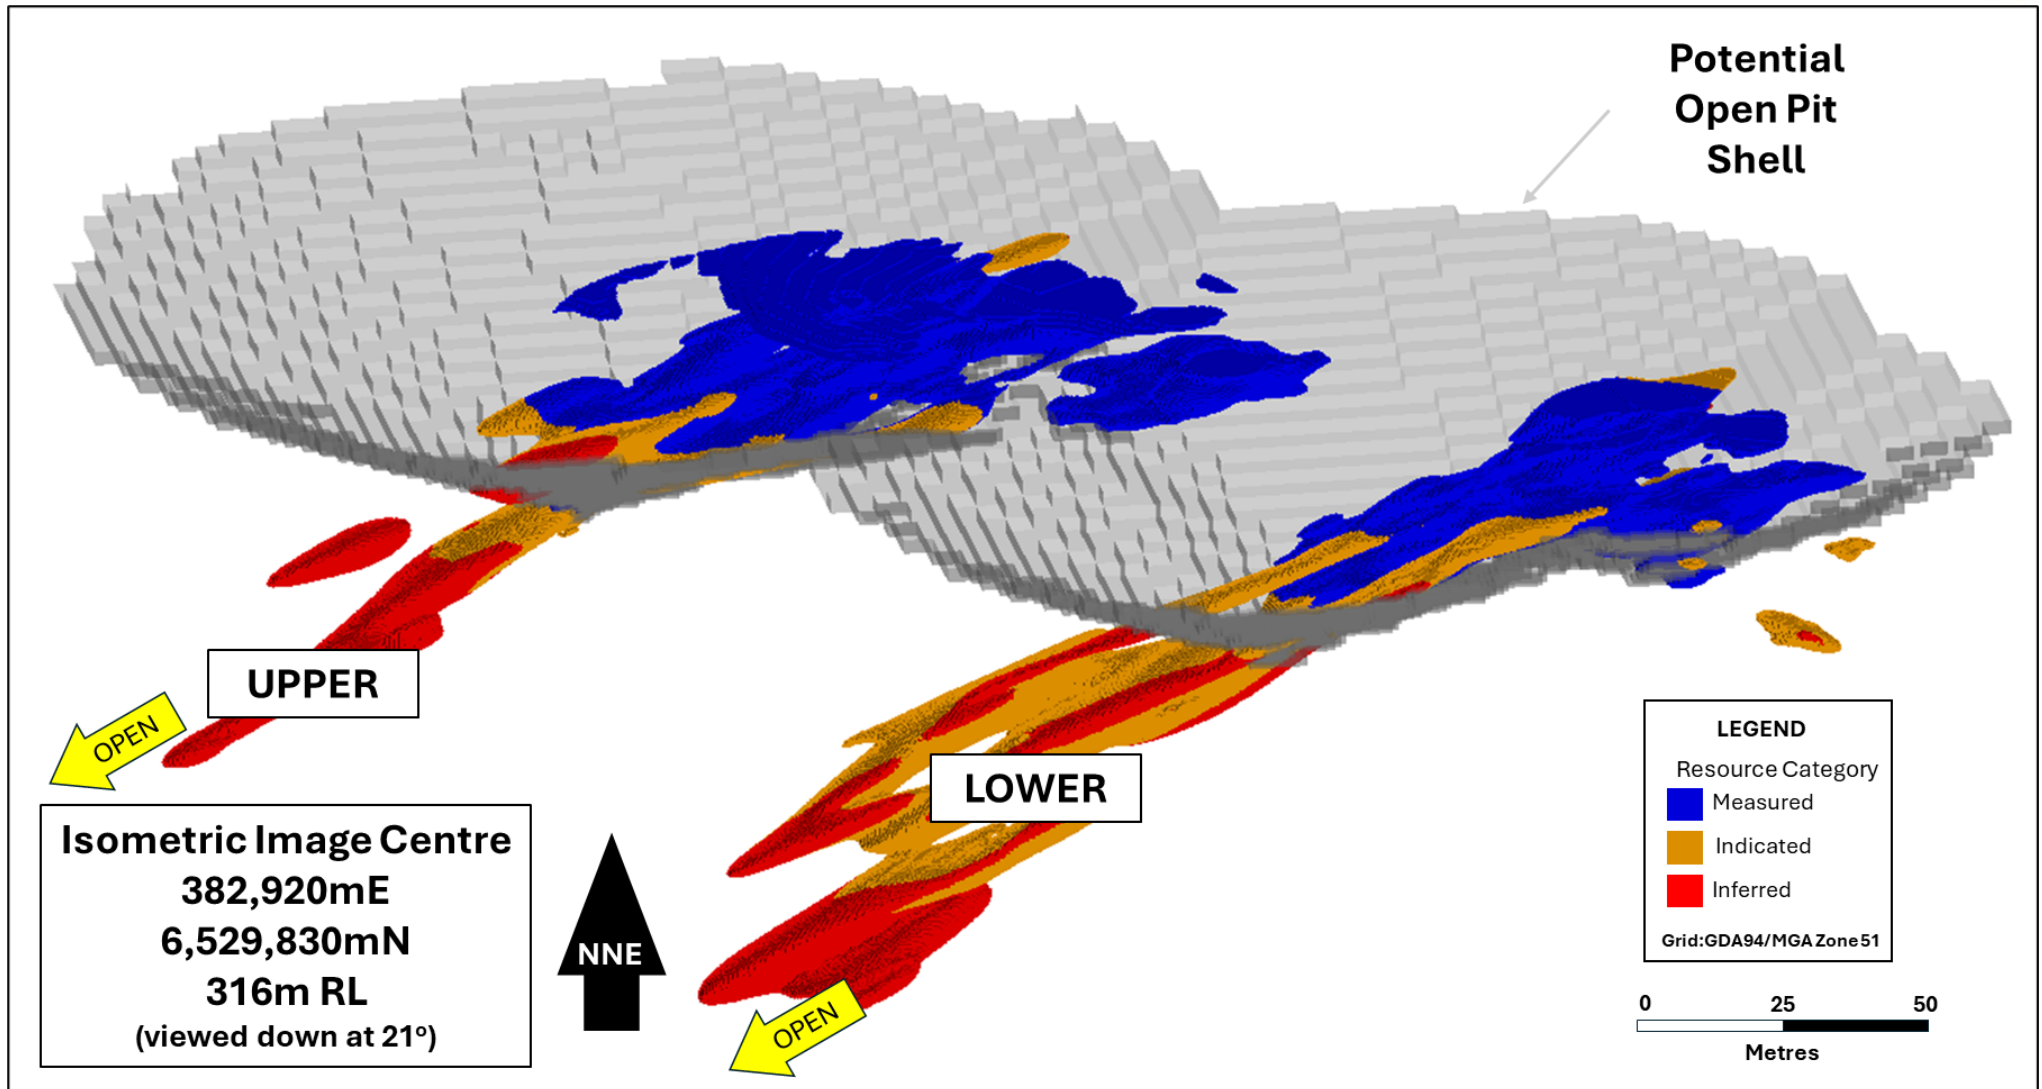 Potential
Open Pit
Shell
UPPER
OPEN
LOWER
Isometric Image Centre
382,920mE
6,529,830mN
316m RL
(viewed down at 21°)
NNE
OPEN
LEGEND
Resource Category
Measured
Indicated
Inferred
Grid:GDA94/MGA Zone 51
0 25 50
Metres